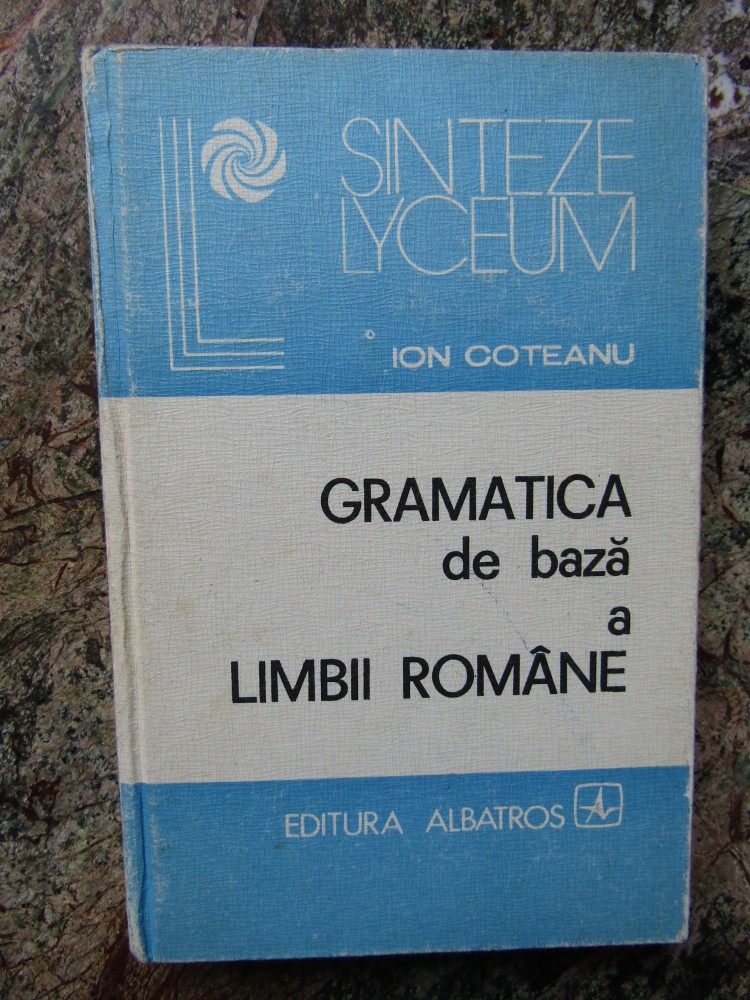 SINTEZE
LYCEUM
ION COTEANU
GRAMATICA
de bază
a
LIMBII ROMÂNE
EDITURA ALBATROS